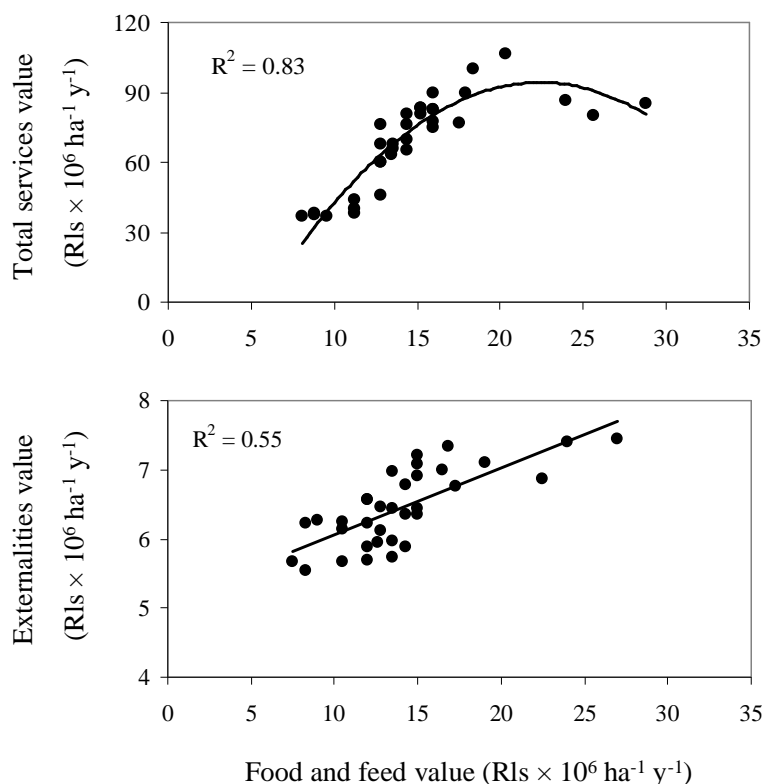 120
90
60
30
0
R² = 0.83
Total services value
(Rls × 10⁶ ha⁻¹ y⁻¹)
0 5 10 15 20 25 30 35
8
7
6
5
4
R² = 0.55
Externalities value
(Rls × 10⁶ ha⁻¹ y⁻¹)
0 5 10 15 20 25 30 35
Food and feed value (Rls × 10⁶ ha⁻¹ y⁻¹)